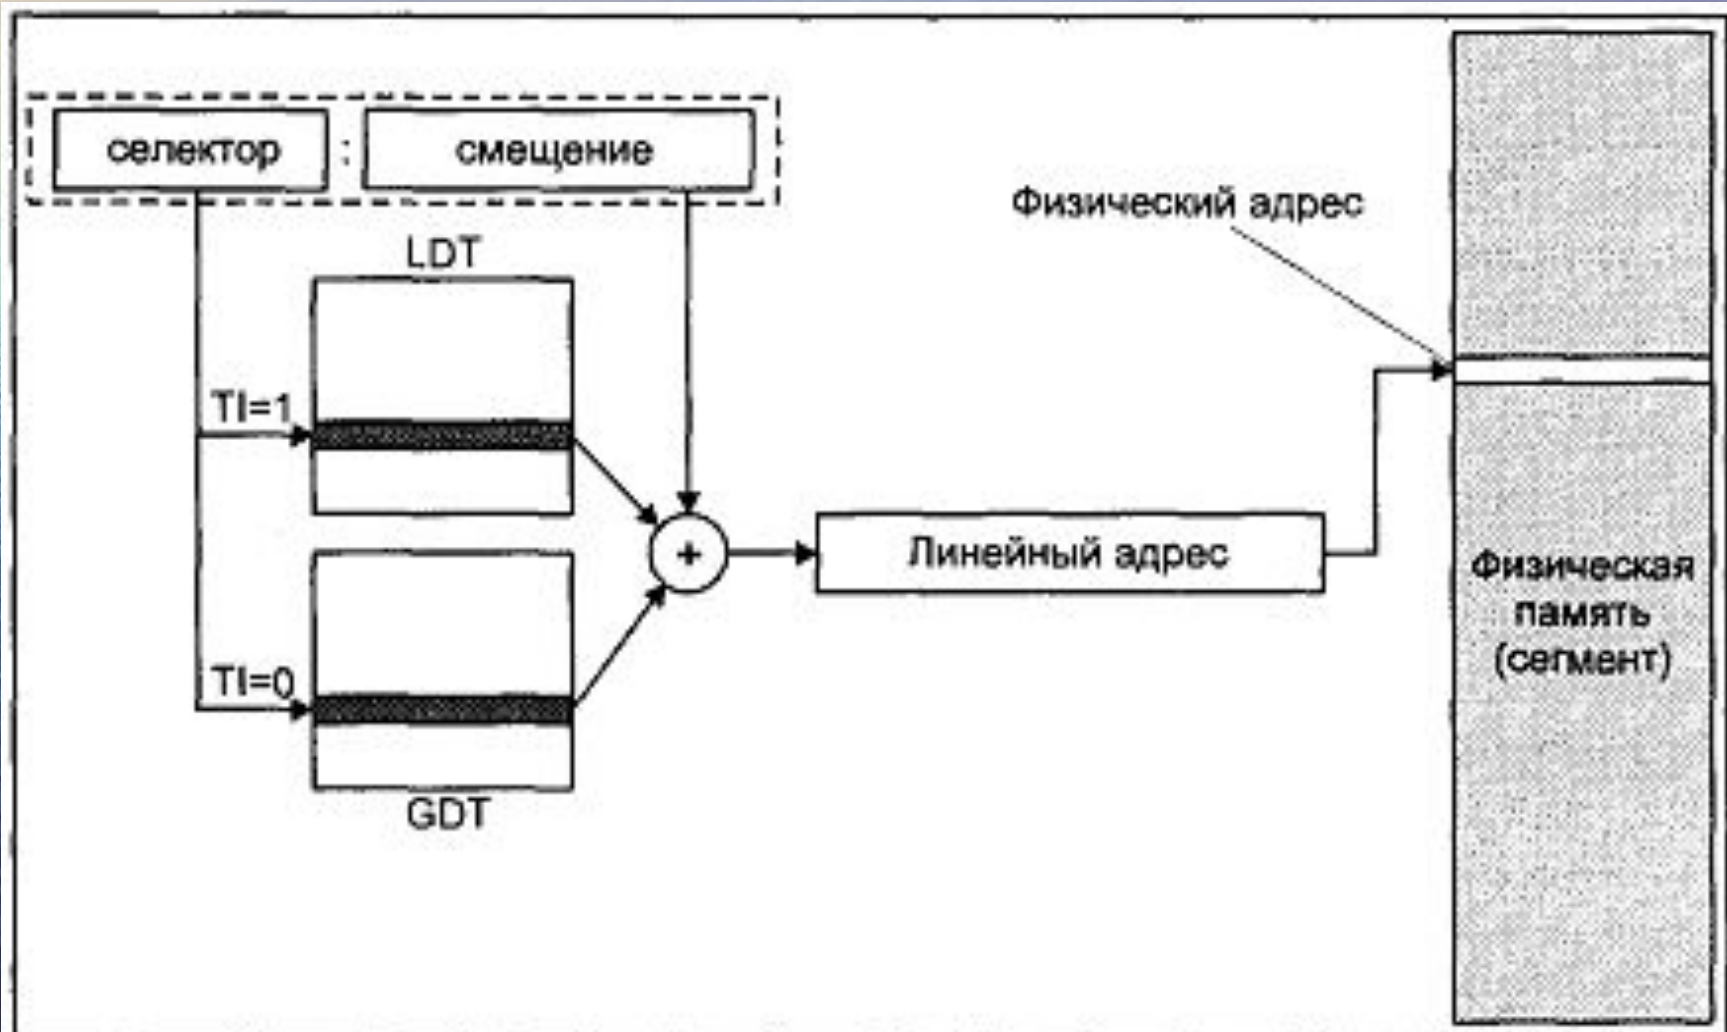 селектор : смещение
Физический адрес
LDT
TI=1
Линейный адрес
Физическая
память
(сегмент)
TI=0
GDT
+